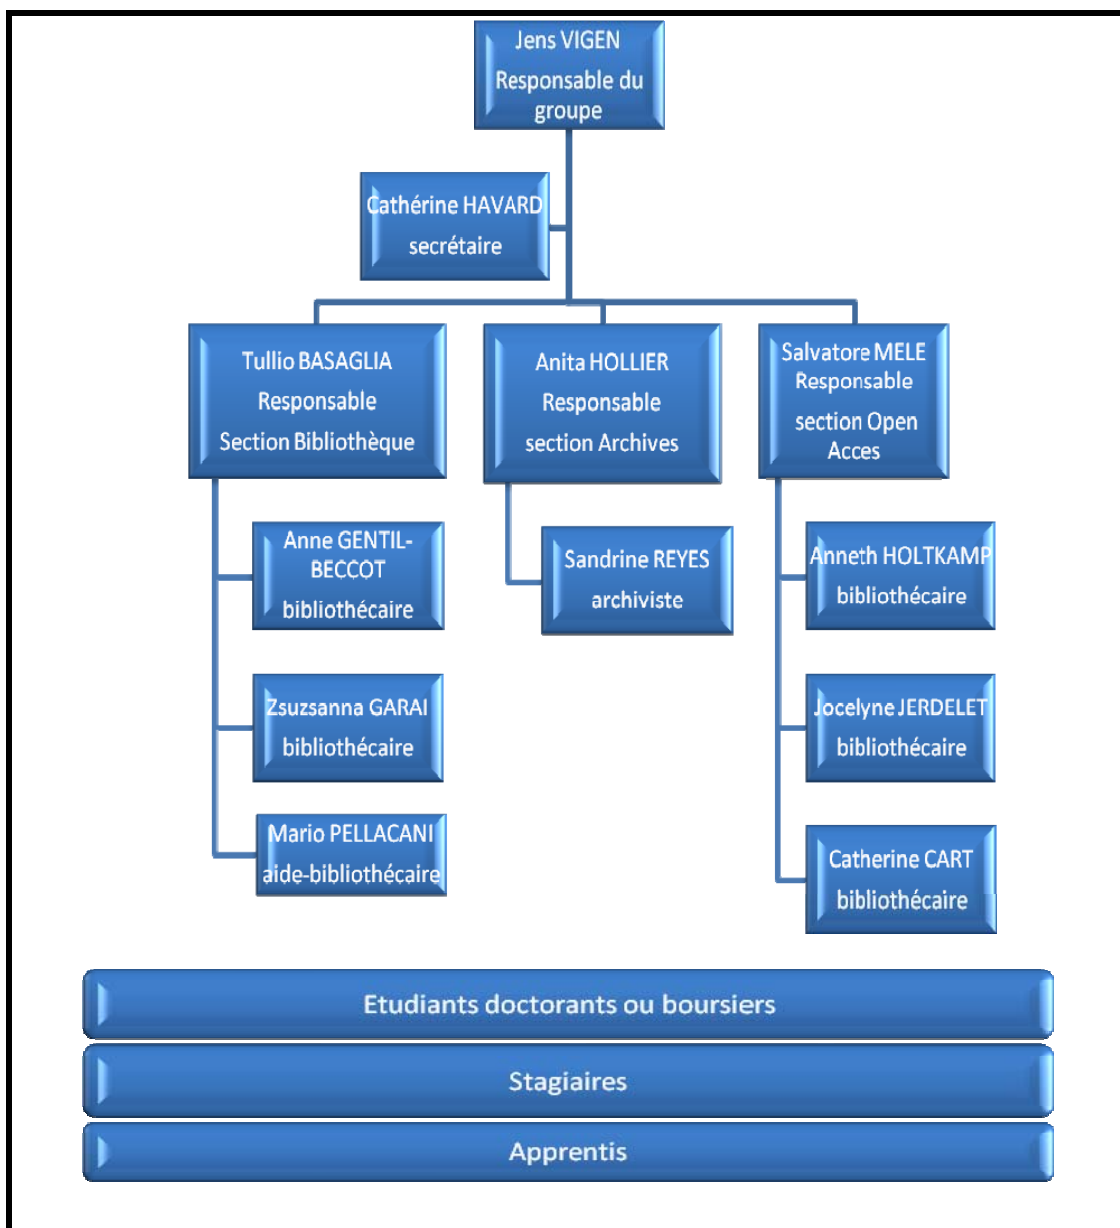 Jens VIGEN
Responsable du
groupe
Cathérine HAVARD
secrétaire
Tullio BASAGLIA
Responsable
Section Bibliothèque
Anita HOLLIER
Responsable
section Archives
Salvatore MELE
Responsable
section Open
Acces
Anne GENTIL-
BECCOT
bibliothécaire
Zsuzsanna GARAI
bibliothécaire
Mario PELLACANI
aide-bibliothécaire
Sandrine REYES
archiviste
Anneth HOLTKAMP
bibliothécaire
Jocelyne JERDELET
bibliothécaire
Catherine CART
bibliothécaire
Etudiants doctorants ou boursiers
Stagiaires
Apprentis